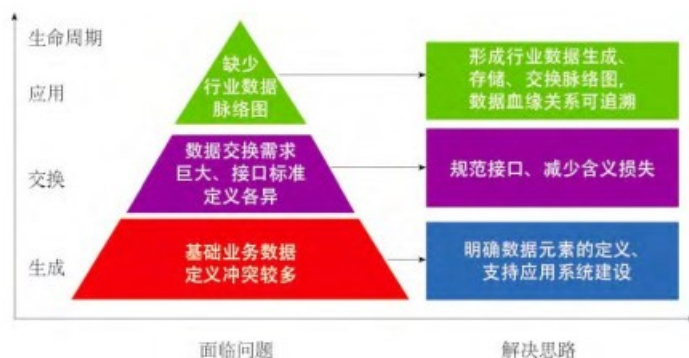 生命周期
应用
缺少
行业数据
脉络图
形成行业数据生成、
存储、交换脉络图,
数据血缘关系可追溯
交换
数据交换需求
巨大、接口标准
定义各异
规范接口、减少含义损失
生成
基础业务数据
定义冲突较多
明确数据元素的定义、
支持应用系统建设
面临问题
解决思路